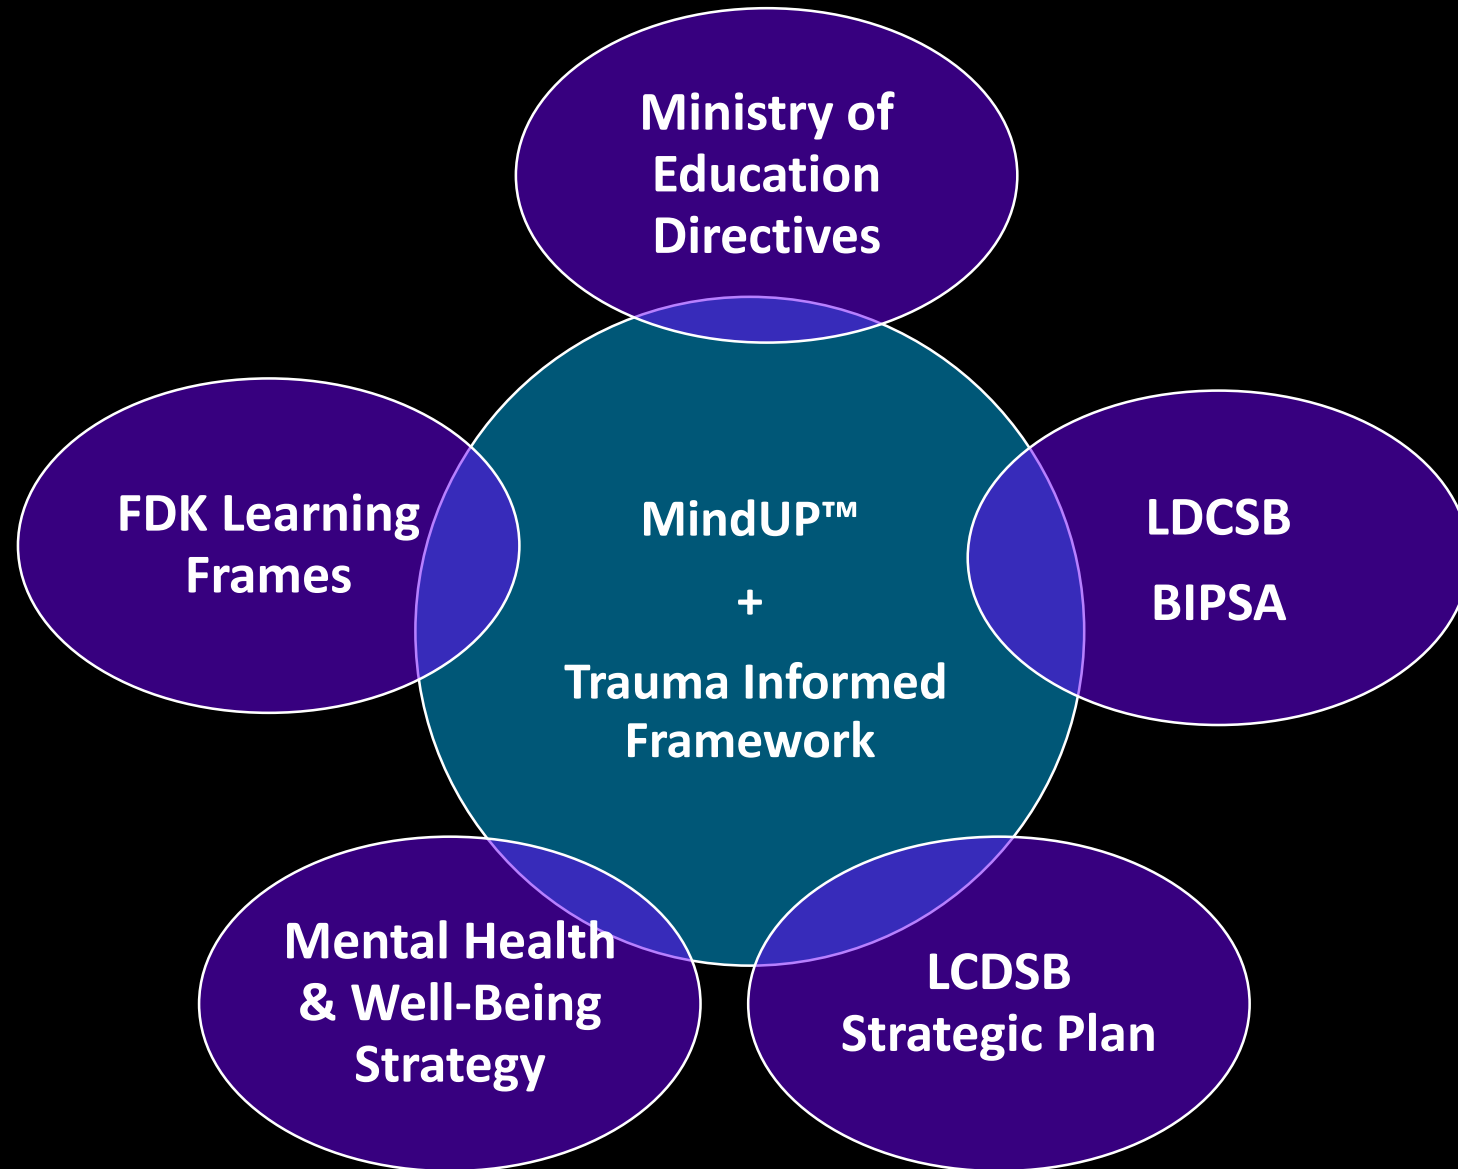 Ministry of
Education
Directives
FDK Learning
Frames
MindUP™
+
Trauma Informed
Framework
LDCSB
BIPSA
Mental Health
& Well-Being
Strategy
LCDSB
Strategic Plan